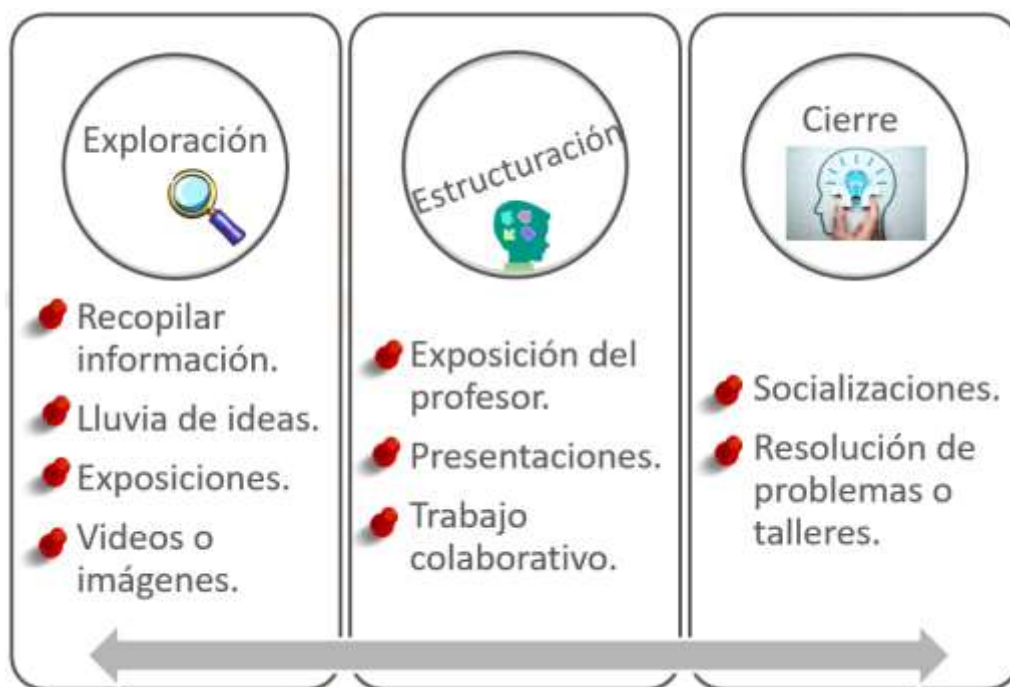 Exploración
Recopilar
información.
Lluvia de ideas.
Exposiciones.
Videos o
imágenes.
Estructuración
Exposición del
profesor.
Presentaciones.
Trabajo
colaborativo.
Cierre
Socializaciones.
Resolución de
problemas o
talleres.